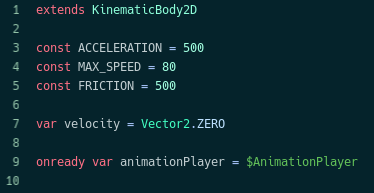 1 extends KinematicBody2D
2
3 const ACCELERATION = 500
4 const MAX_SPEED = 80
5 const FRICTION = 500
6
7 var velocity = Vector2.ZERO
8
9 onready var animationPlayer = $AnimationPlayer
10